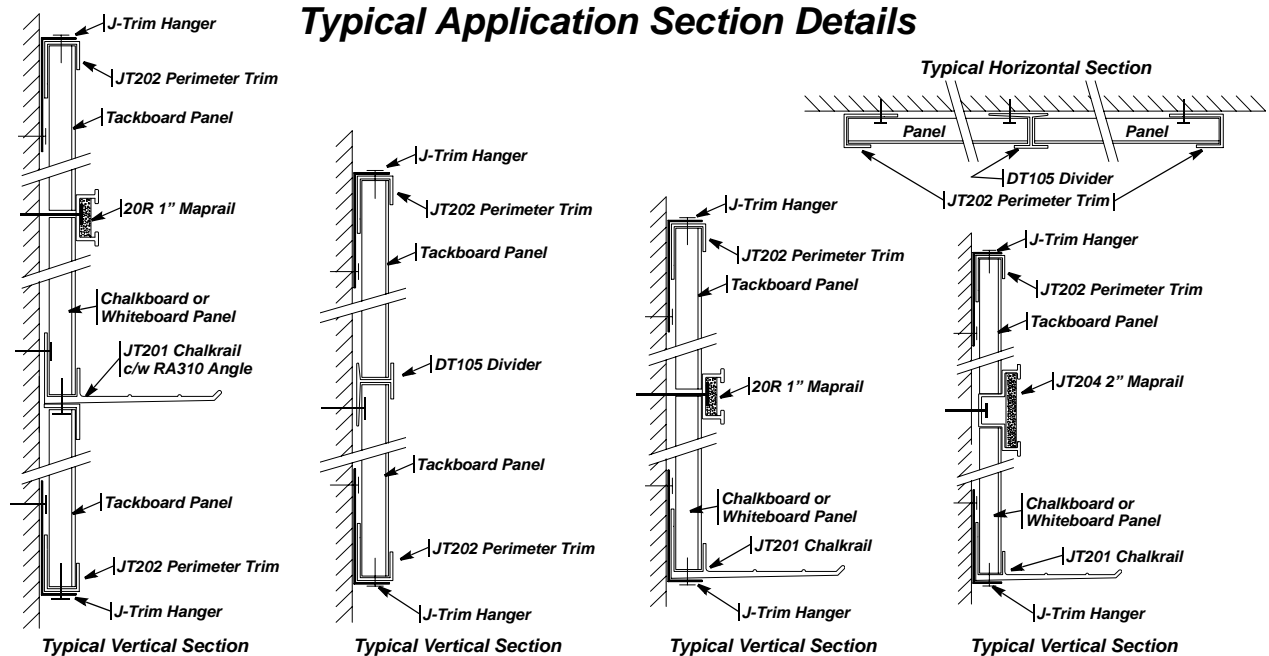 Typical Application Section Details
J-Trim Hanger
JT202 Perimeter Trim
Tackboard Panel
20R 1” Maprail
Chalkboard or
Whiteboard Panel
JT201 Chalkrail
c/w RA310 Angle
Tackboard Panel
JT202 Perimeter Trim
J-Trim Hanger
Typical Vertical Section
J-Trim Hanger
JT202 Perimeter Trim
Tackboard Panel
DT105 Divider
Tackboard Panel
JT202 Perimeter Trim
J-Trim Hanger
Typical Vertical Section
J-Trim Hanger
JT202 Perimeter Trim
Tackboard Panel
20R 1” Maprail
Chalkboard or
Whiteboard Panel
JT201 Chalkrail
J-Trim Hanger
Typical Vertical Section
Typical Horizontal Section
Panel
Panel
DT105 Divider
JT202 Perimeter Trim
J-Trim Hanger
JT202 Perimeter Trim
Tackboard Panel
JT204 2” Maprail
Chalkboard or
Whiteboard Panel
JT201 Chalkrail
J-Trim Hanger
Typical Vertical Section